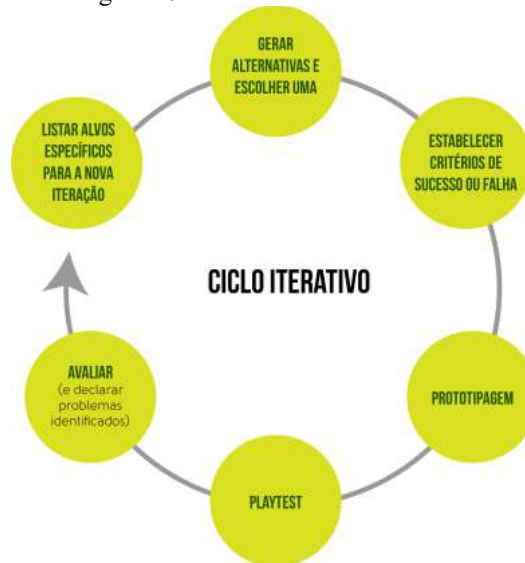 GERAR
ALTERNATIVAS E
ESCOLHER UMA
ESTABELECER
CRITÉRIOS DE
SUCESSO OU FALHA
PROTOTIPAGEM
PLAYTEST
AVALIAR
(e declarar
problemas
identificados)
LISTAR ALVOS
ESPECÍFICOS
PARA A NOVA
ITERAÇÃO
CICLO ITERATIVO